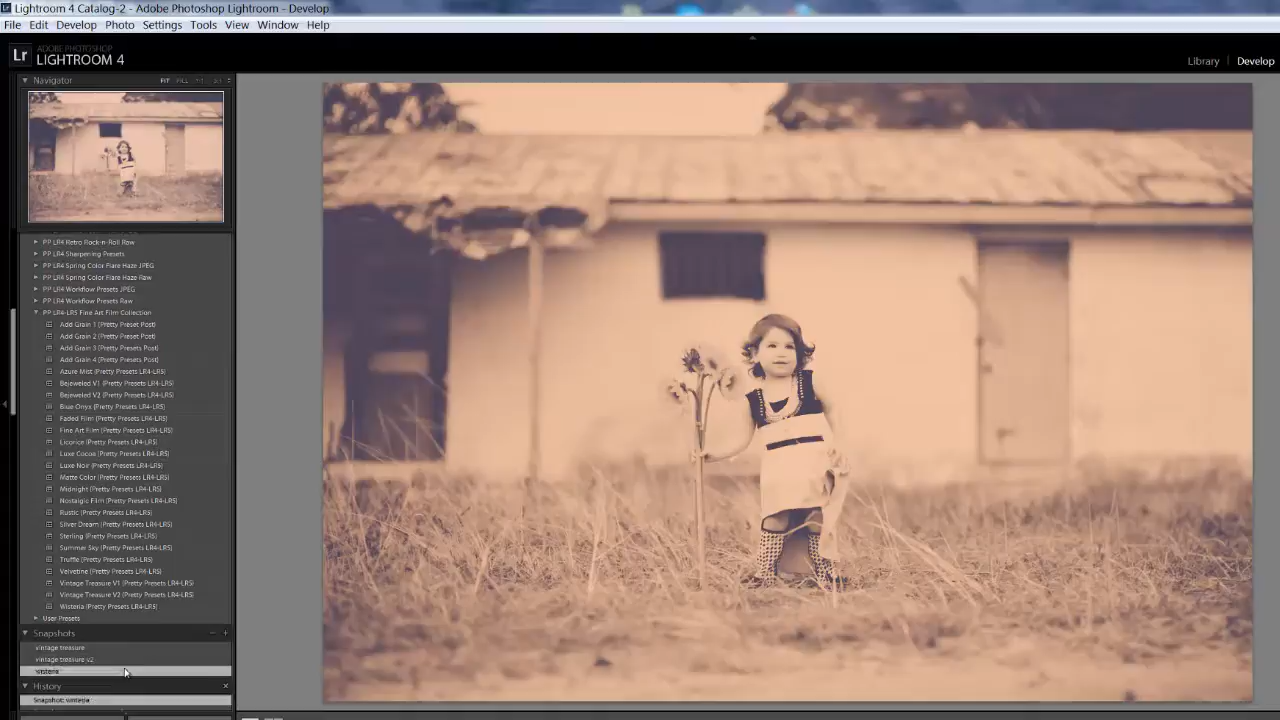 Lightroom 4 Catalog-2 - Adobe Photoshop Lightroom - Develop
File Edit Develop Photo Settings Tools View Window Help
Lr
ADOBE PHOTOSHOP
LIGHTROOM 4
Library | Develop
Navigator FIT FILL 1:1
PP LR4 Retro Rock-n-Roll Raw
PP LR4 Sharpening Presets
PP LR4 Spring Color Flare Haze JPEG
PP LR4 Spring Color Flare Haze Raw
PP LR4 Workflow Presets JPEG
PP LR4 Workflow Presets Raw
PP LR4-LR5 Fine Art Film Collection
Add Grain 1 (Pretty Preset Post)
Add Grain 2 (Pretty Preset Post)
Add Grain 3 (Pretty Presets Post)
Add Grain 4 (Pretty Presets Post)
Azure Mist (Pretty Presets LR4-LR5)
Bejeweled V1 (Pretty Presets LR4-LR5)
Bejeweled V2 (Pretty Presets LR4-LR5)
Blue Onyx (Pretty Presets LR4-LR5)
Faded Film (Pretty Presets LR4-LR5)
Fine Art Film (Pretty Presets LR4-LR5)
Licorice (Pretty Presets LR4-LR5)
Luxe Cocoa (Pretty Presets LR4-LR5)
Luxe Noir (Pretty Presets LR4-LR5)
Matte Color (Pretty Presets LR4-LR5)
Midnight (Pretty Presets LR4-LR5)
Nostalgic Film (Pretty Presets LR4-LR5)
Rustic (Pretty Presets LR4-LR5)
Silver Dream (Pretty Presets LR4-LR5)
Sterling (Pretty Presets LR4-LR5)
Summer Sky (Pretty Presets LR4-LR5)
Truffle (Pretty Presets LR4-LR5)
Velvetine (Pretty Presets LR4-LR5)
Vintage Treasure V1 (Pretty Presets LR4-LR5)
Vintage Treasure V2 (Pretty Presets LR4-LR5)
Wisteria (Pretty Presets LR4-LR5)
User Presets
Snapshots
vintage treasure
vintage treasure v2
wisteria
History
Snapshot: wisteria